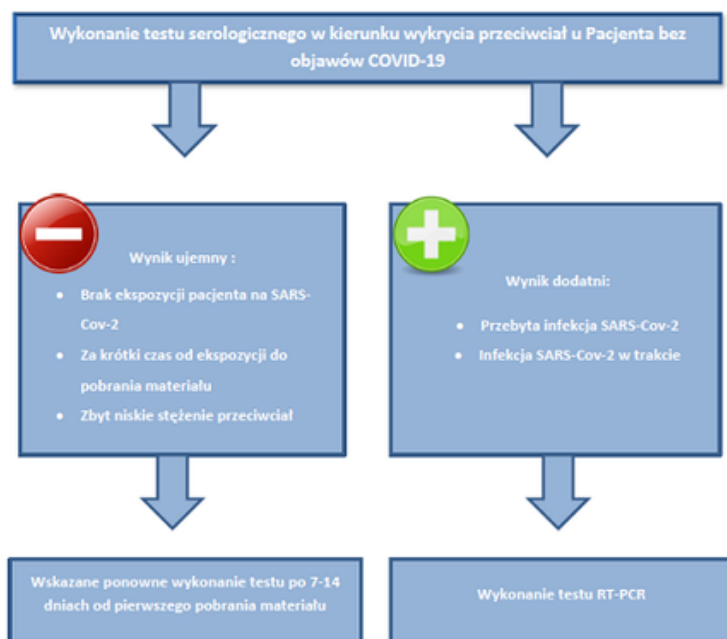 Wykonanie testu serologicznego w kierunku wykrycia przeciwciał u Pacjenta bez
objawów COVID-19
Wynik ujemny :
• Brak ekspozycji pacjenta na SARS-
Cov-2
• Za krótki czas od ekspozycji do
pobrania materiału
• Zbyt niskie stężenie przeciwciał
Wynik dodatni:
• Przebyta infekcja SARS-Cov-2
• Infekcja SARS-Cov-2 w trakcie
Wskazane ponowne wykonanie testu po 7-14
dniach od pierwszego pobrania materiału
Wykonanie testu RT-PCR